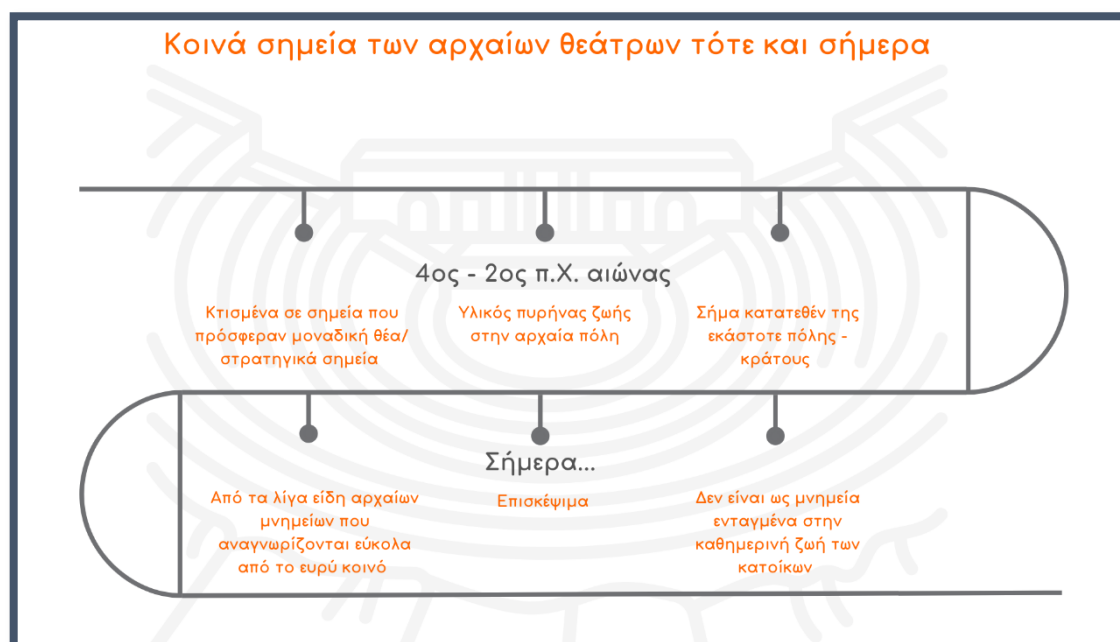 Κοινά σημεία των αρχαίων θεάτρων τότε και σήμερα
4ος - 2ος π.Χ. αιώνας
Κτισμένα σε σημεία που
πρόσφεραν μοναδική θέα/
στρατηγικά σημεία
Υλικός πυρήνας ζωής
στην αρχαία πόλη
Σήμα κατατεθέν της
εκάστοτε πόλης -
κράτους
Σήμερα...
Από τα λίγα είδη αρχαίων
μνημείων που
αναγνωρίζονται εύκολα
από το ευρύ κοινό
Επισκέψιμα
Δεν είναι ως μνημεία
ενταγμένα στην
καθημερινή ζωή των
κατοίκων